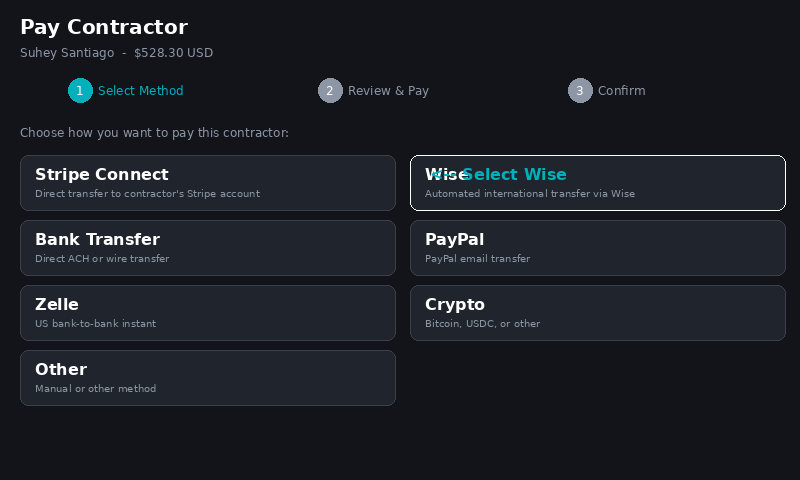 Pay Contractor
Suhey Santiago - $528.30 USD
1 Select Method
2 Review & Pay
3 Confirm
Choose how you want to pay this contractor:
Stripe Connect
Direct transfer to contractor's Stripe account
Wise
Select Wise
Automated international transfer via Wise
Bank Transfer
Direct ACH or wire transfer
PayPal
PayPal email transfer
Zelle
US bank-to-bank instant
Crypto
Bitcoin, USDC, or other
Other
Manual or other method